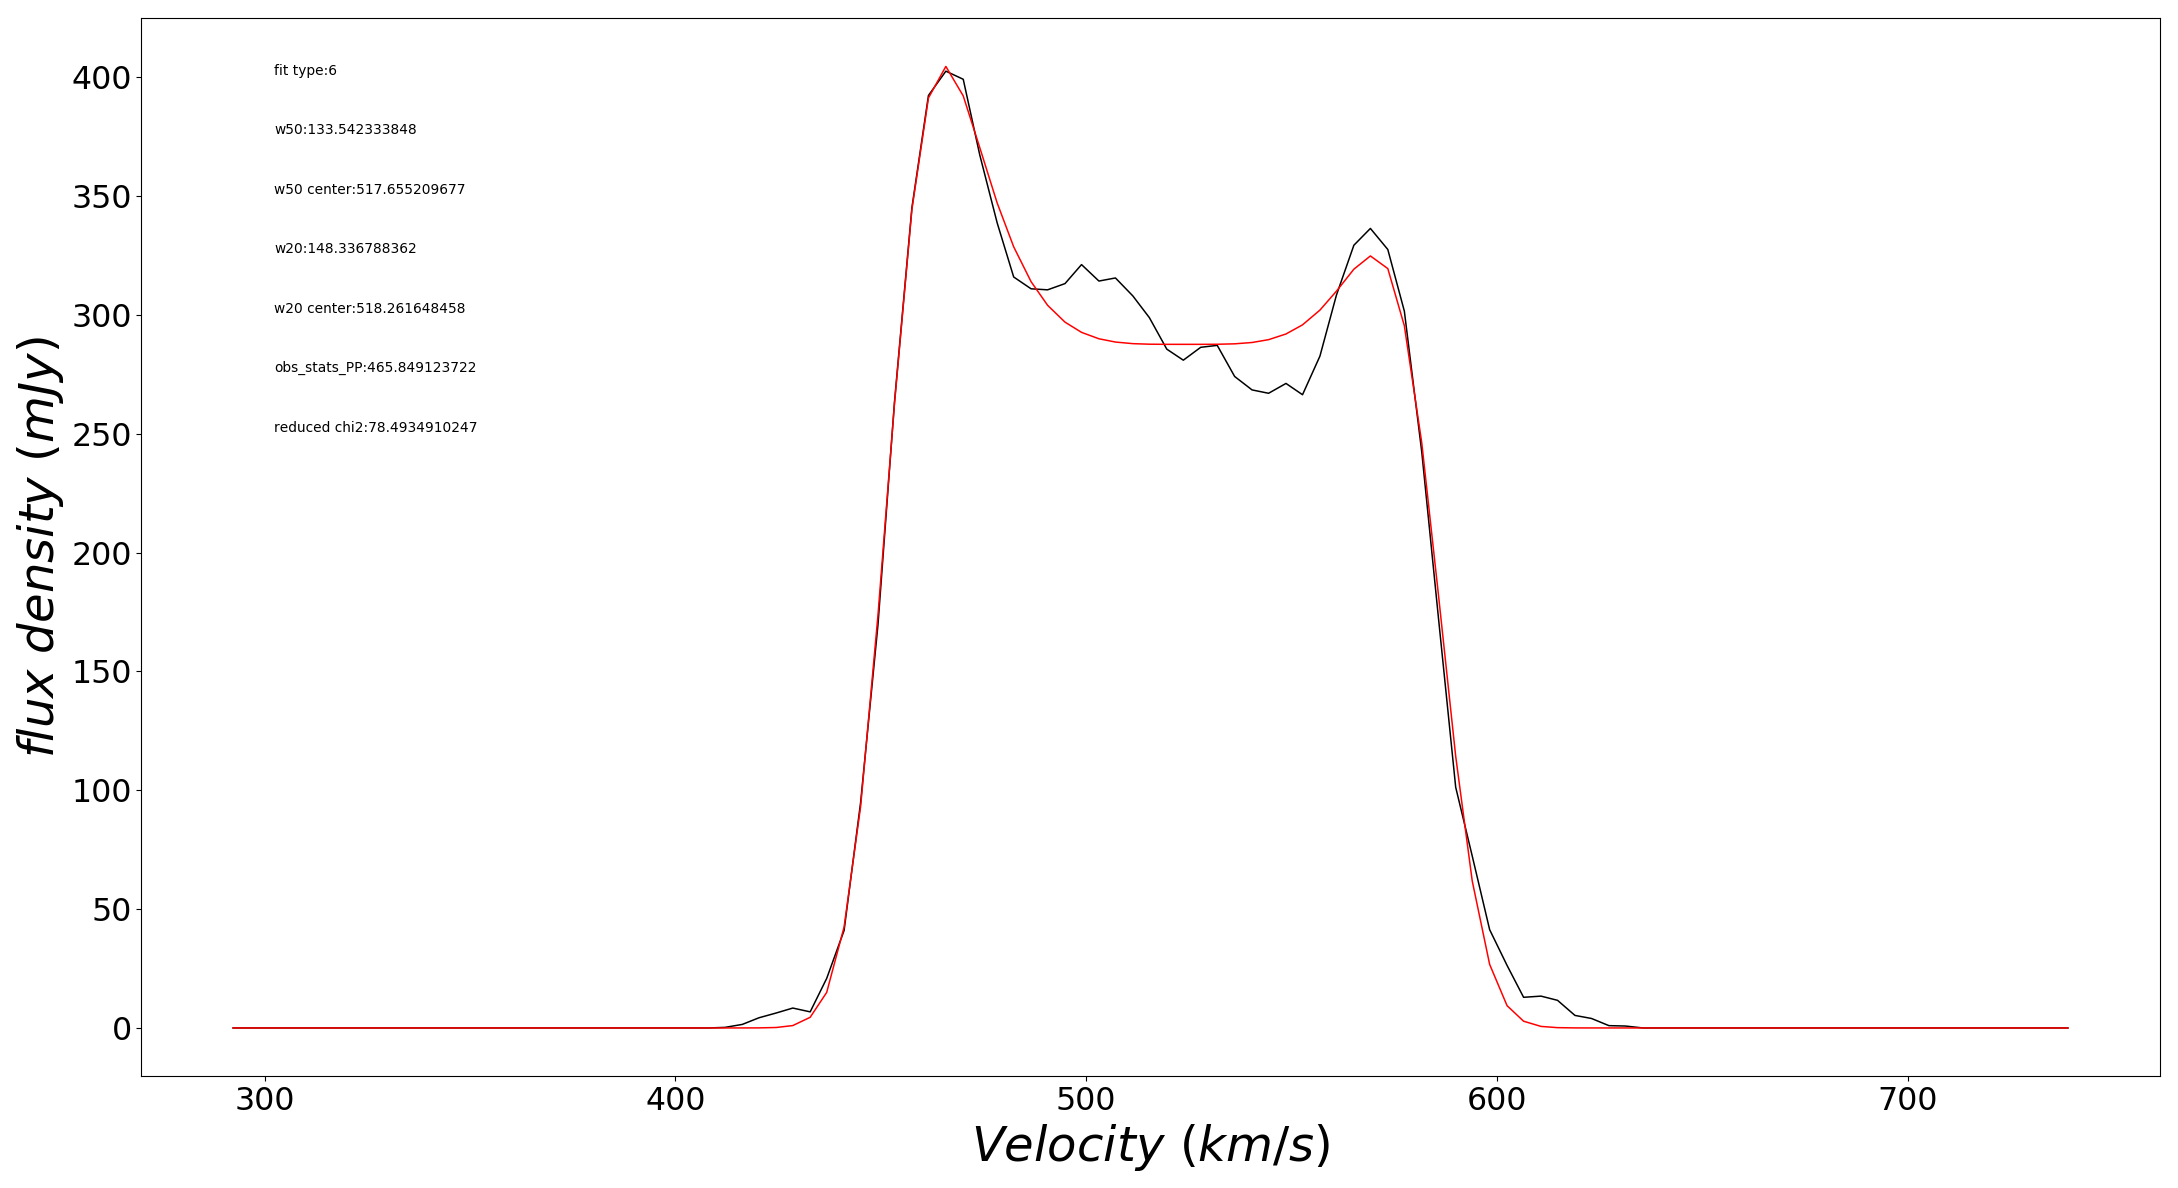 fit type:6
w50:133.542333848
w50 center:517.655209677
w20:148.336788362
w20 center:518.261648458
obs_stats_PP:465.849123722
reduced chi2:78.4934910247
flux density (mJy)
400
350
300
250
200
150
100
50
0
300 400 500 600 700
Velocity (km/s)